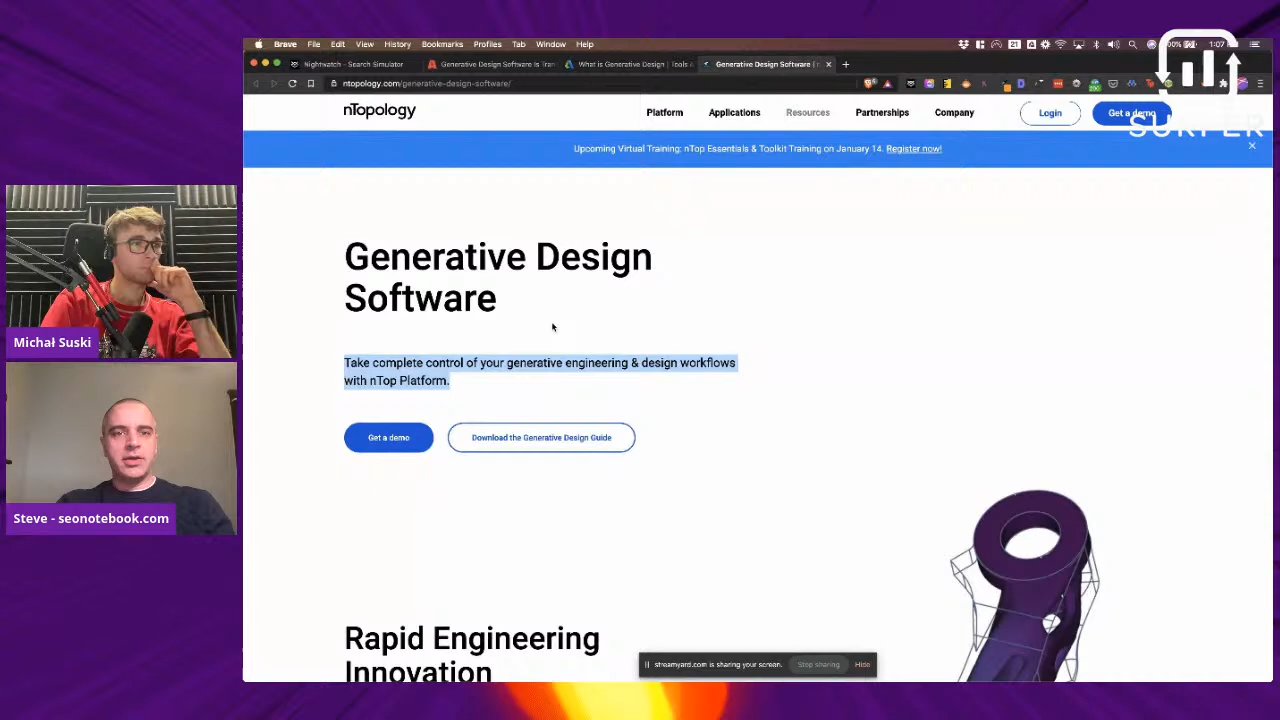 Brave File Edit View History Bookmarks Profiles Tab Window Help
21
1:07
Nightwatch - Search Simulator
Generative Design Software Is Tran
What is Generative Design | Tools A
Generative Design Software | n
ntopology.com/generative-design-software/
nTopology
Platform Applications Resources Partnerships Company Login Get a demo
SURFER
Upcoming Virtual Training: nTop Essentials & Toolkit Training on January 14. Register now!
Generative Design
Software
Take complete control of your generative engineering & design workflows
with nTop Platform.
Get a demo Download the Generative Design Guide
Rapid Engineering
Innovation
streamyard.com is sharing your screen. Stop sharing Hide
Michał Suski
Steve - seonotebook.com